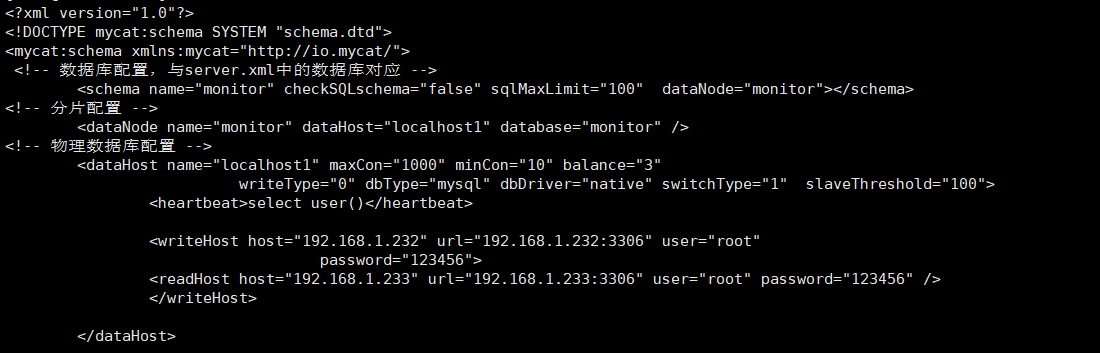 <?xml version="1.0"?>
<!DOCTYPE mycat:schema SYSTEM "schema.dtd">
<mycat:schema xmlns:mycat="http://io.mycat/">
 <!-- 数据库配置，与server.xml中的数据库对应 -->
        <schema name="monitor" checkSQLschema="false" sqlMaxLimit="100"  dataNode="monitor"></schema>
<!-- 分片配置 -->
        <dataNode name="monitor" dataHost="localhost1" database="monitor" />
<!-- 物理数据库配置 -->
        <dataHost name="localhost1" maxCon="1000" minCon="10" balance="3"
                          writeType="0" dbType="mysql" dbDriver="native" switchType="1"  slaveThreshold="100">
                <heartbeat>select user()</heartbeat>

                <writeHost host="192.168.1.232" url="192.168.1.232:3306" user="root"
                                   password="123456">
                <readHost host="192.168.1.233" url="192.168.1.233:3306" user="root" password="123456" />
                </writeHost>

        </dataHost>